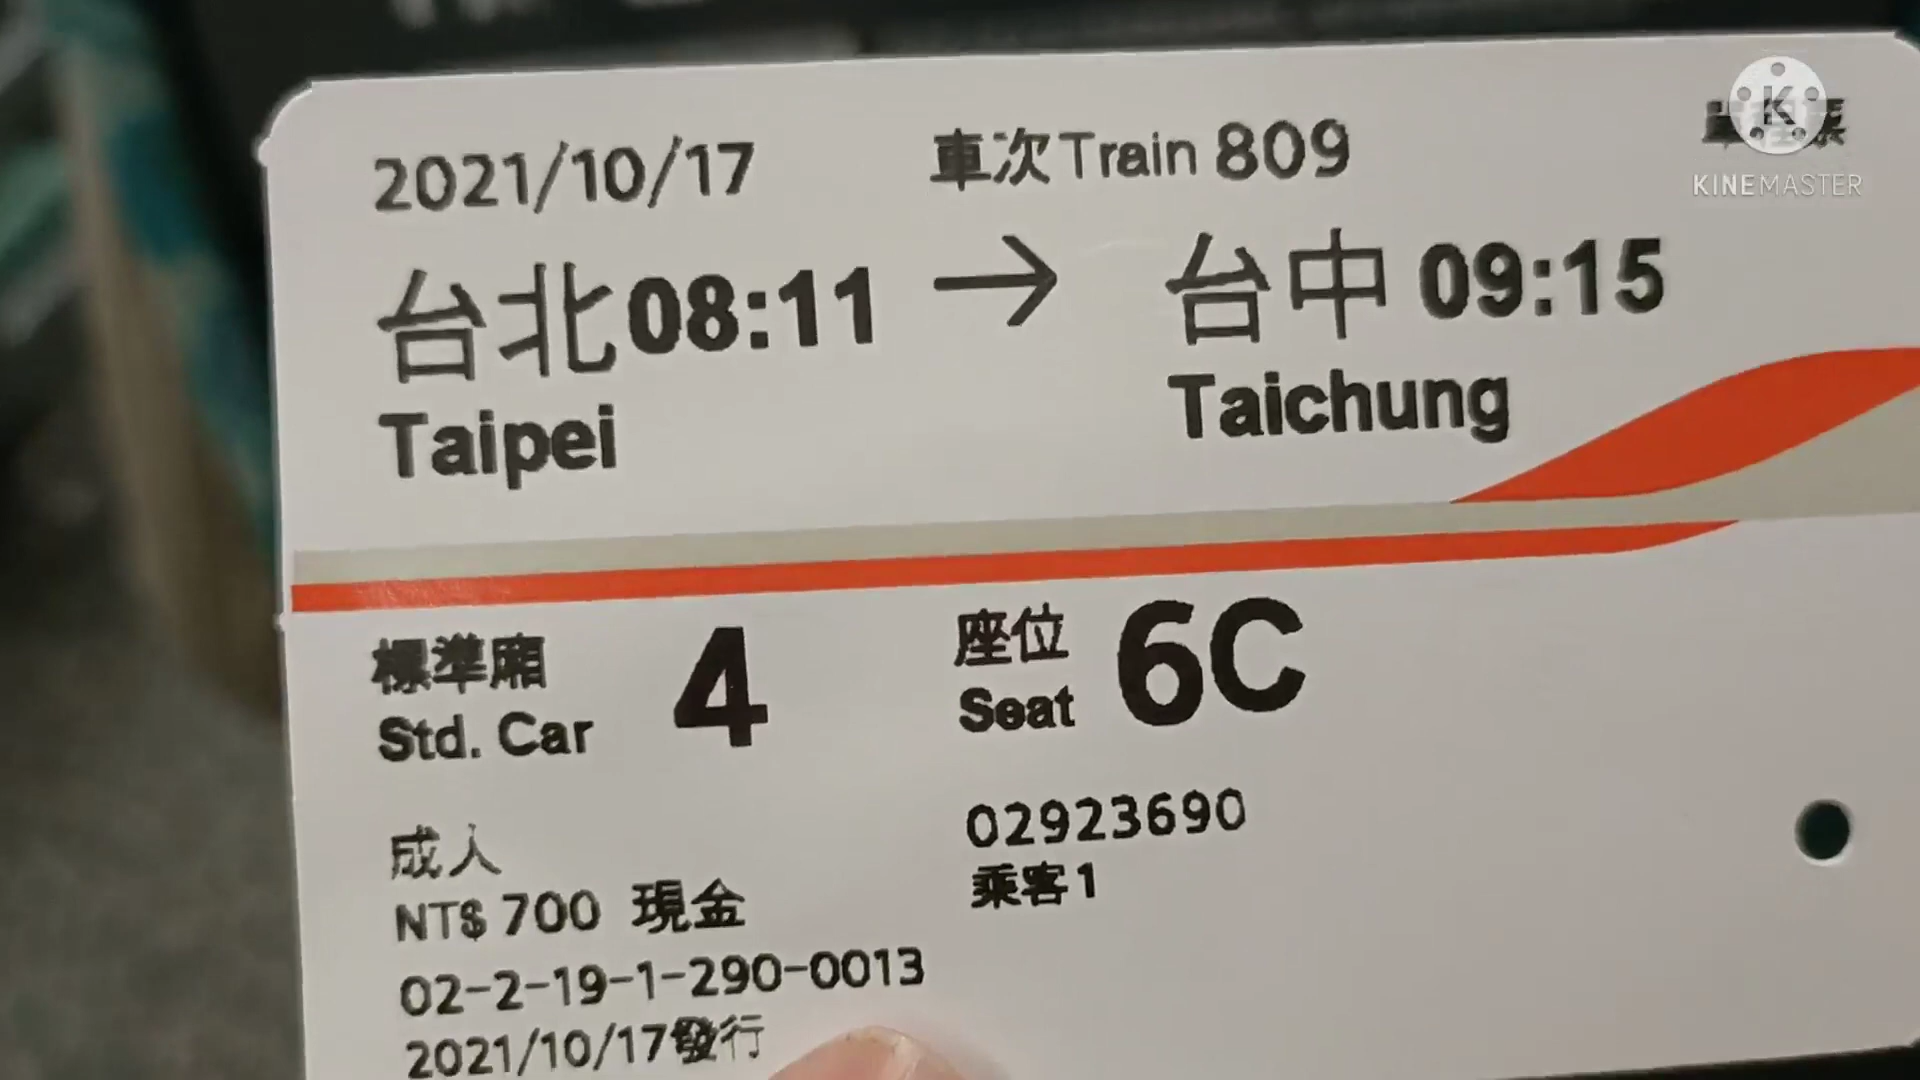 2021/10/17 車次Train 809
KINEMASTER
台北08:11 → 台中 09:15
Taipei Taichung
標準廂 4 座位 6C
Std. Car Seat
成人 02923690
NT$ 700 現金 乘客1
02-2-19-1-290-0013
2021/10/17發行